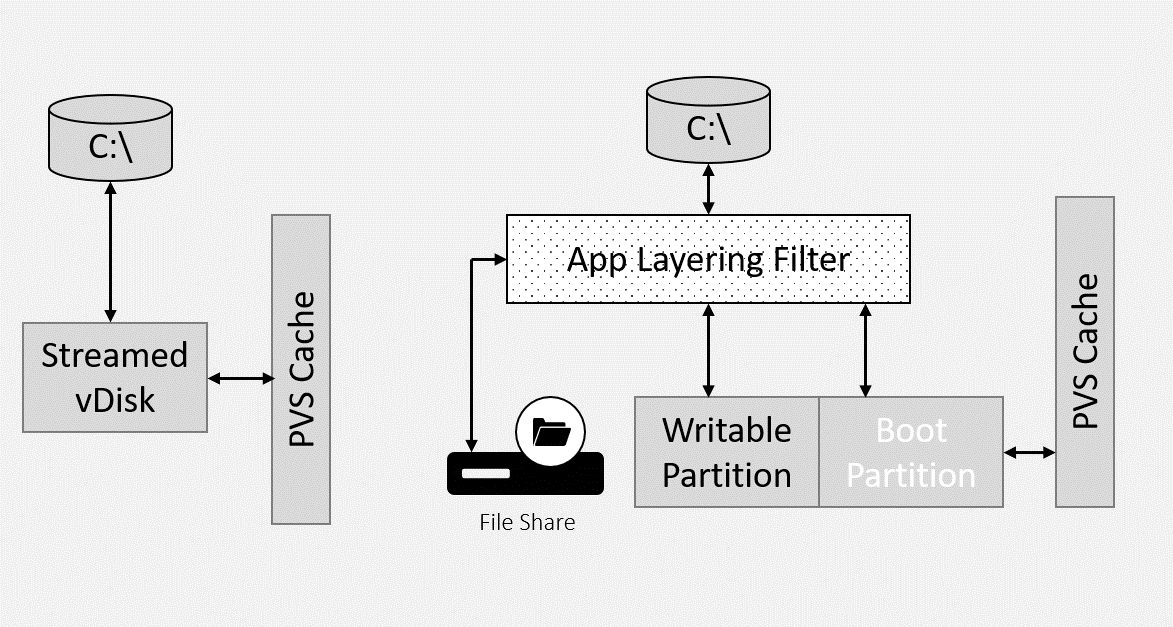 C:\
Streamed
vDisk
PVS Cache
C:\
App Layering Filter
File Share
Writable
Partition
Boot
Partition
PVS Cache